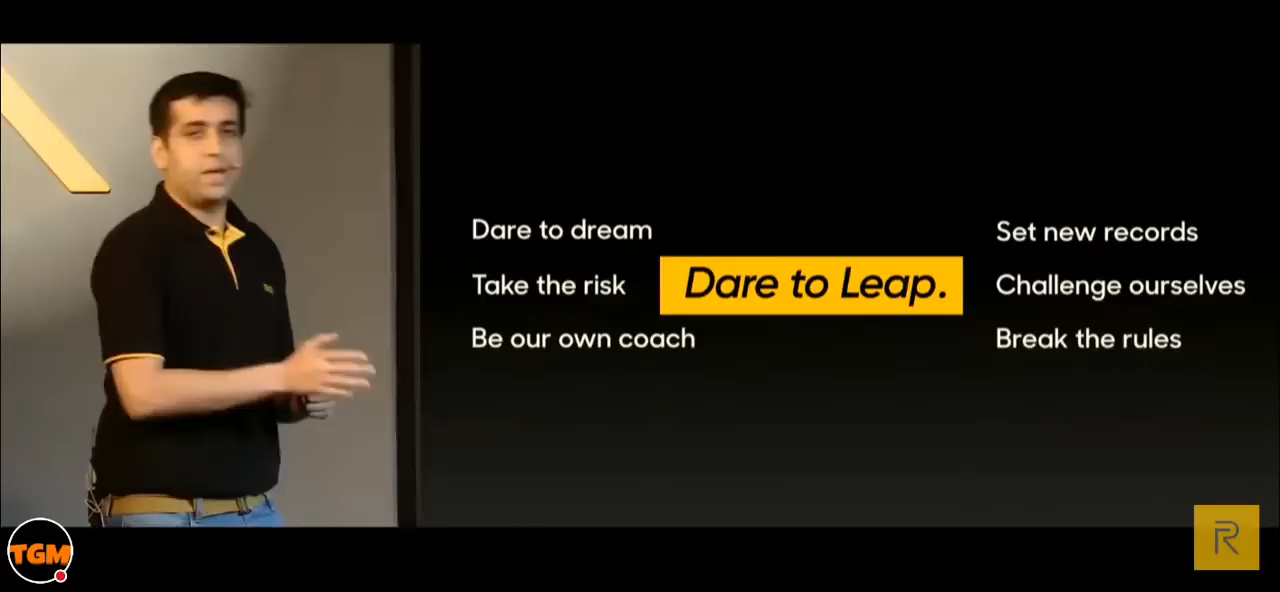 Dare to dream
Take the risk
Be our own coach
Dare to Leap.
Set new records
Challenge ourselves
Break the rules
TGM
R